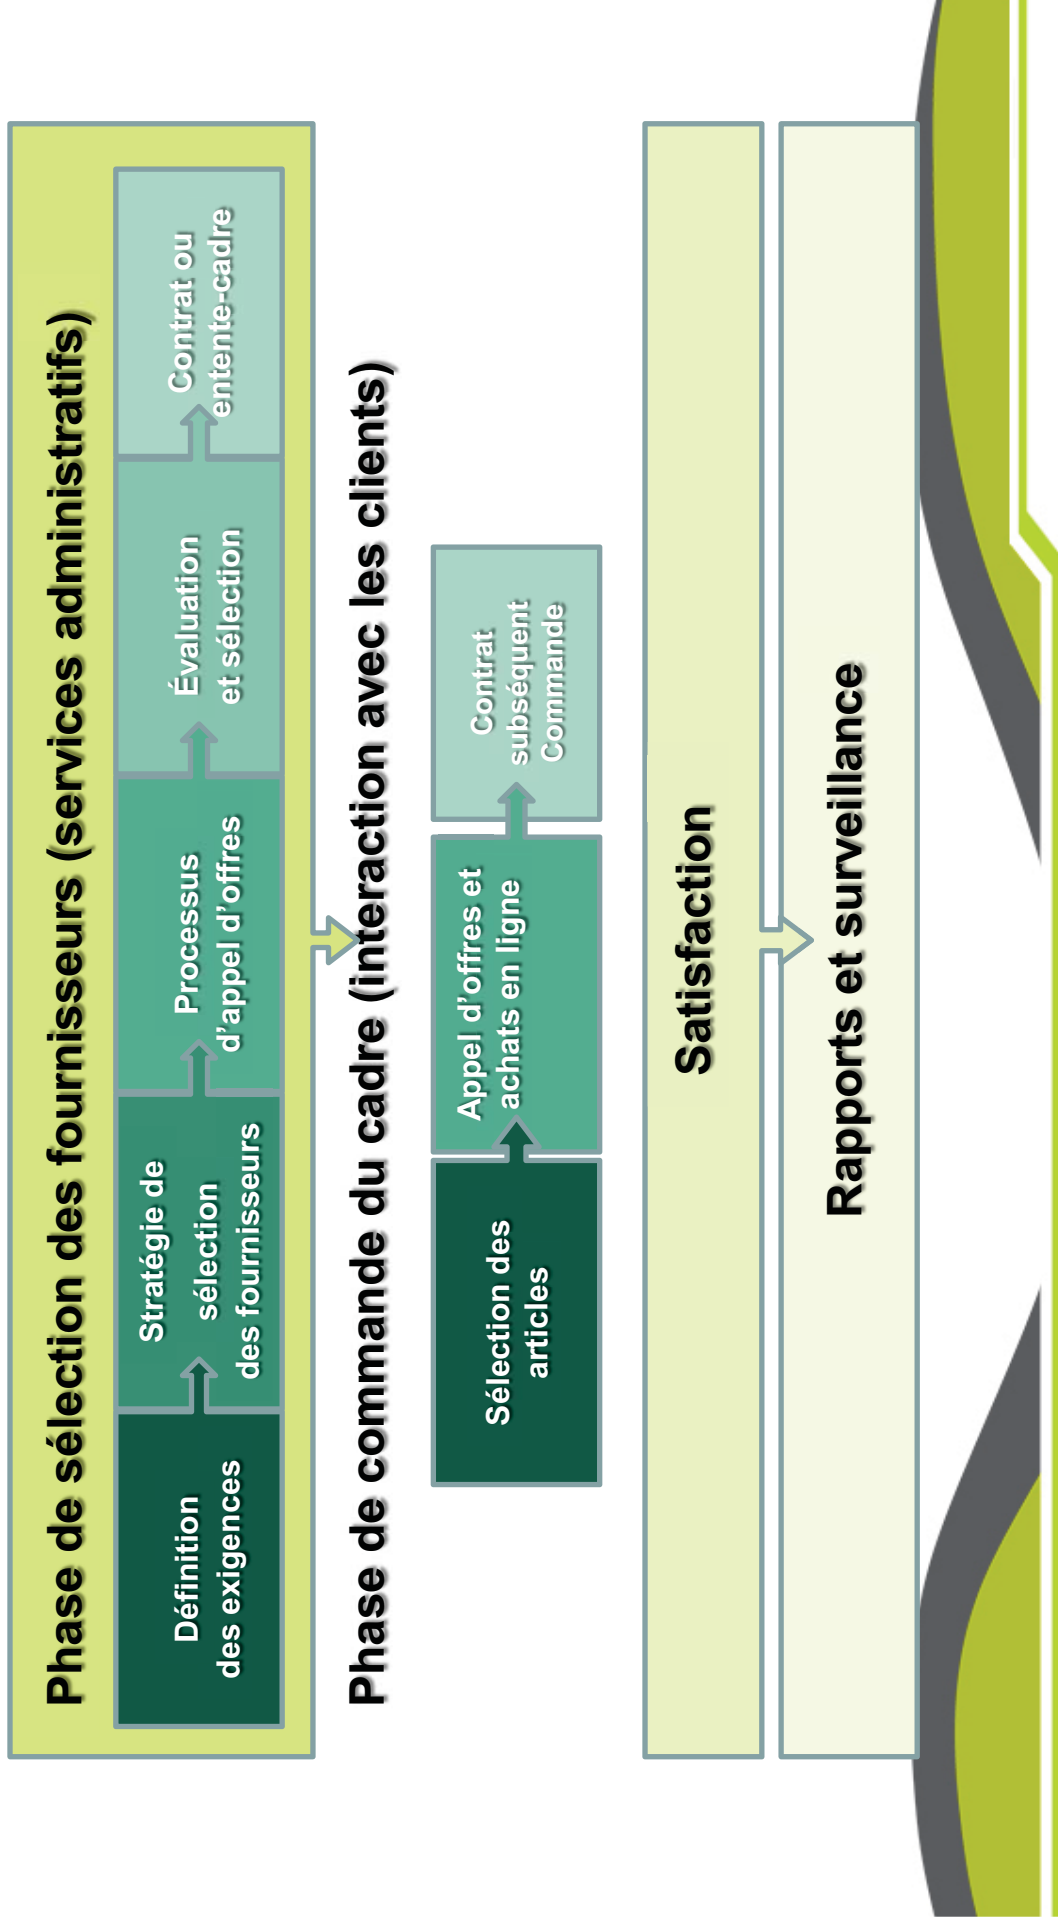 Phase de sélection des fournisseurs (services administratifs)
Définition
des exigences
Stratégie de
sélection
des fournisseurs
Processus
d'appel d'offres
Évaluation
et sélection
Contrat ou
entente-cadre
Phase de commande du cadre (interaction avec les clients)
Sélection des
articles
Appel d'offres et
achats en ligne
Contrat
subséquent
Commande
Satisfaction
Rapports et surveillance